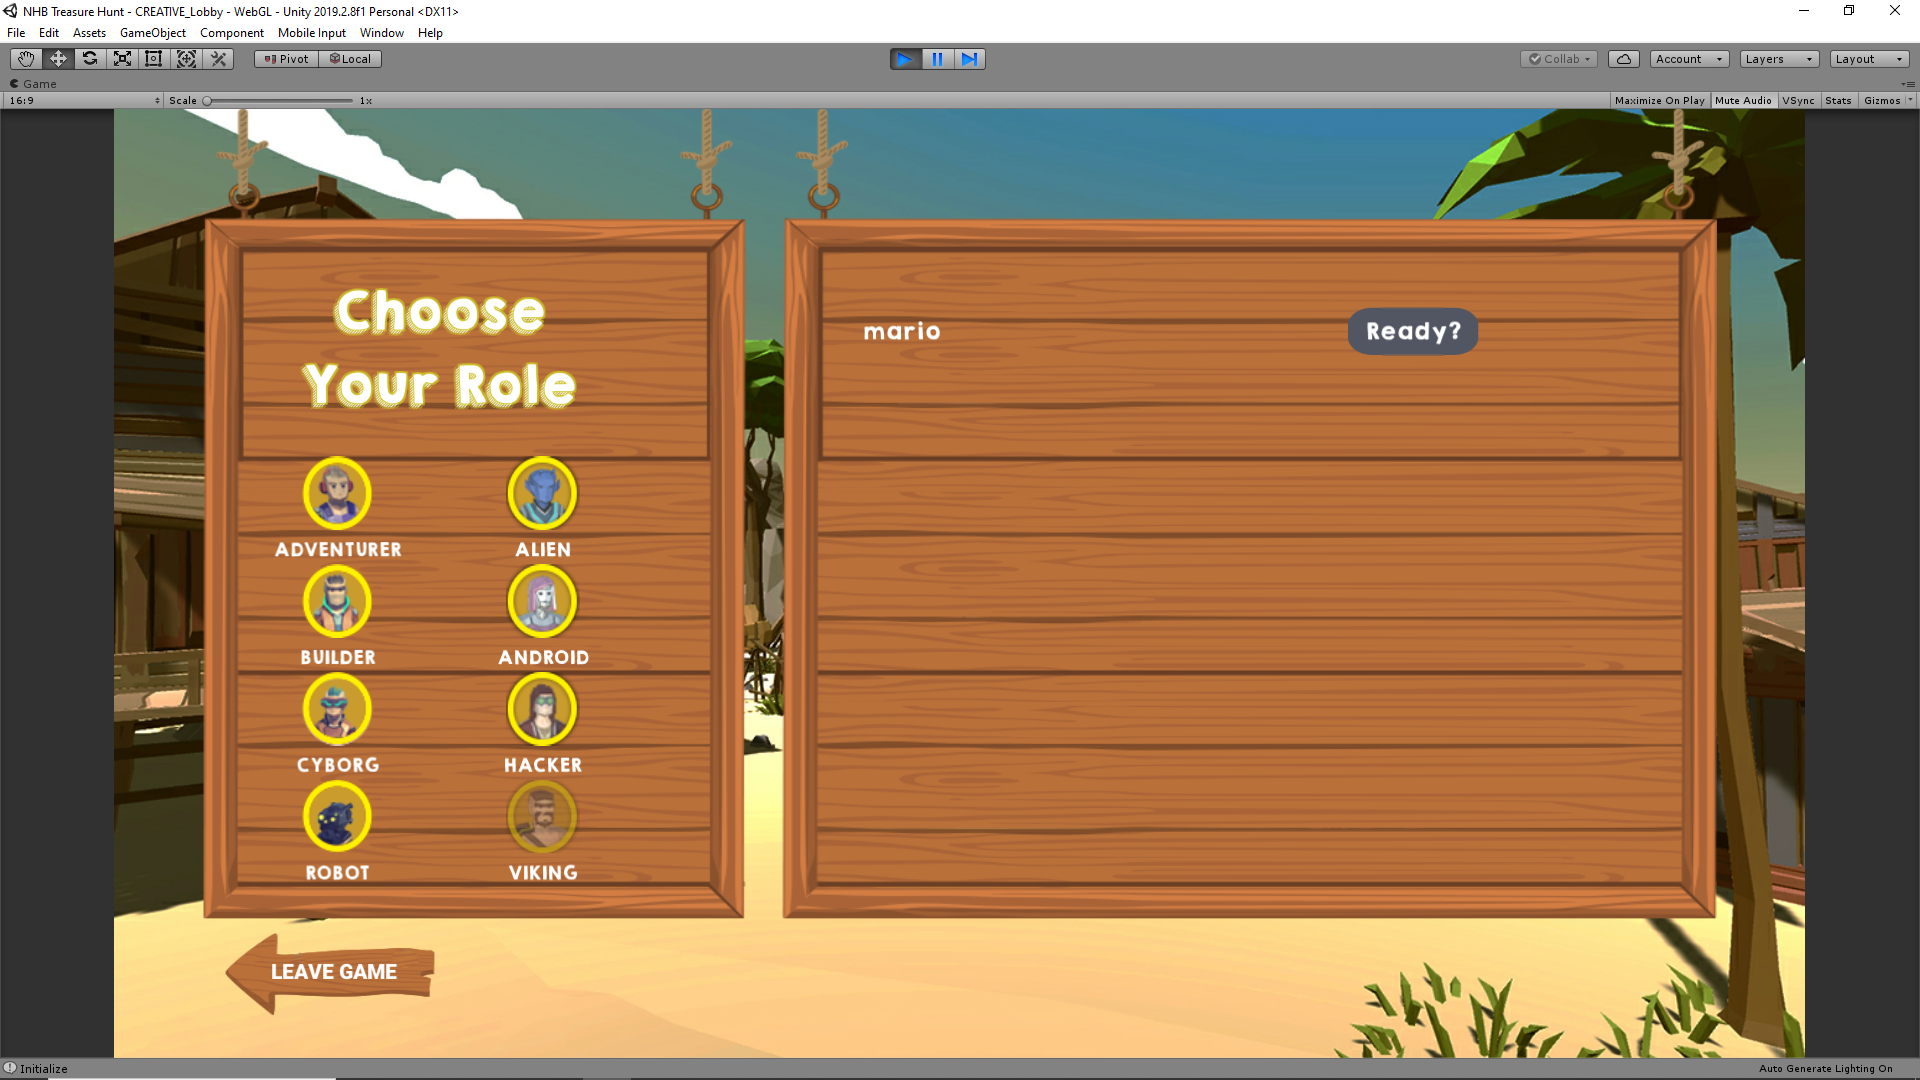 NHB Treasure Hunt - CREATIVE_Lobby - WebGL - Unity 2019.2.8f1 Personal <DX11>
File Edit Assets GameObject Component Mobile Input Window Help
Pivot Local Collab Account Layers Layout
Game
16:9 Scale 1x Maximize On Play Mute Audio VSync Stats Gizmos
Choose
Your Role
ADVENTURER ALIEN
BUILDER ANDROID
CYBORG HACKER
ROBOT VIKING
mario Ready?
LEAVE GAME
Initialize Auto Generate Lighting On